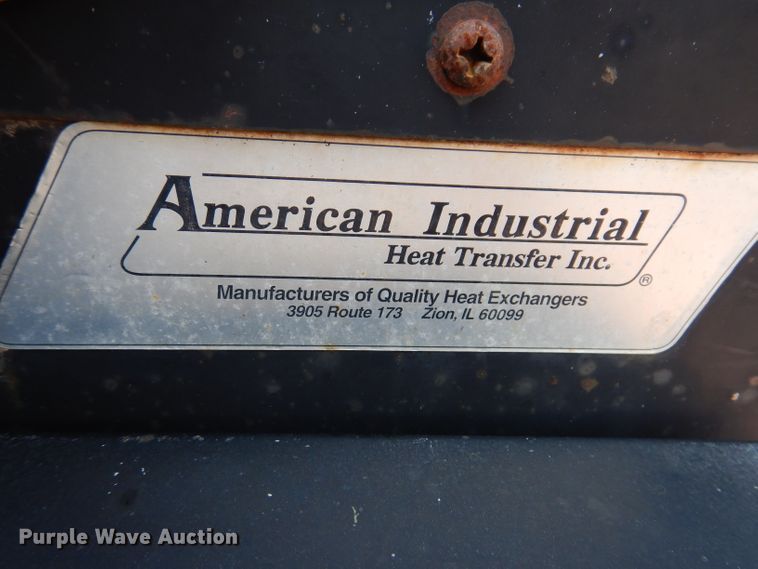 American Industrial
Heat Transfer Inc.
®
Manufacturers of Quality Heat Exchangers
3905 Route 173 Zion, IL 60099
Purple Wave Auction